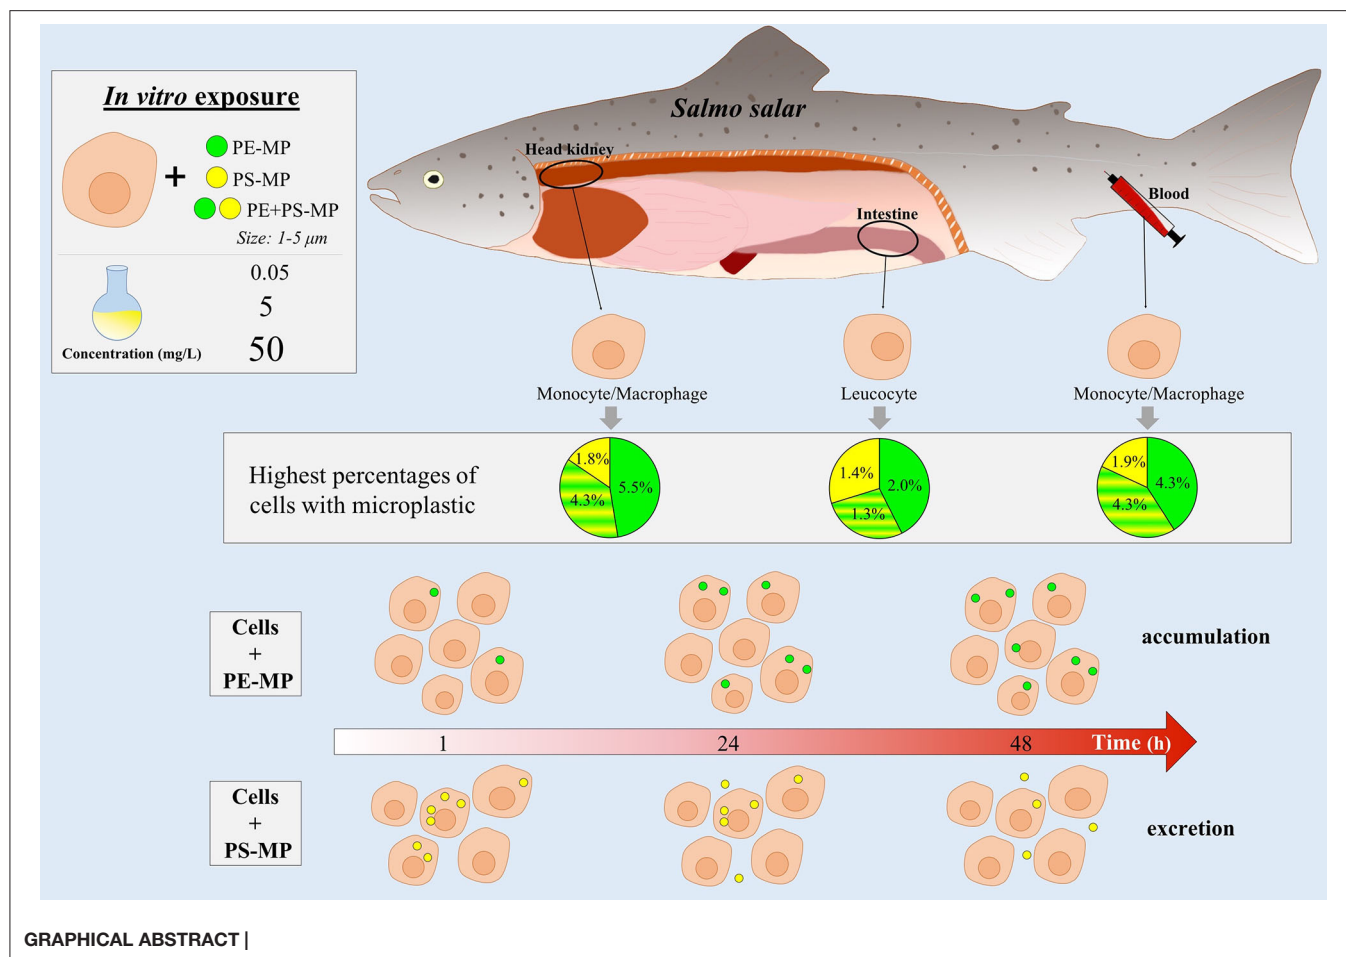 In vitro exposure
+
PE-MP
PS-MP
PE+PS-MP
Size: 1-5 µm
0.05
5
50
Concentration (mg/L)
Salmo salar
Head kidney
Intestine
Blood
Monocyte/Macrophage
Leucocyte
Monocyte/Macrophage
Highest percentages of
cells with microplastic
1.8%
5.5%
4.3%
1.4%
2.0%
1.3%
1.9%
4.3%
4.3%
Cells
+
PE-MP
accumulation
1
24
48
Time (h)
Cells
+
PS-MP
excretion
GRAPHICAL ABSTRACT |